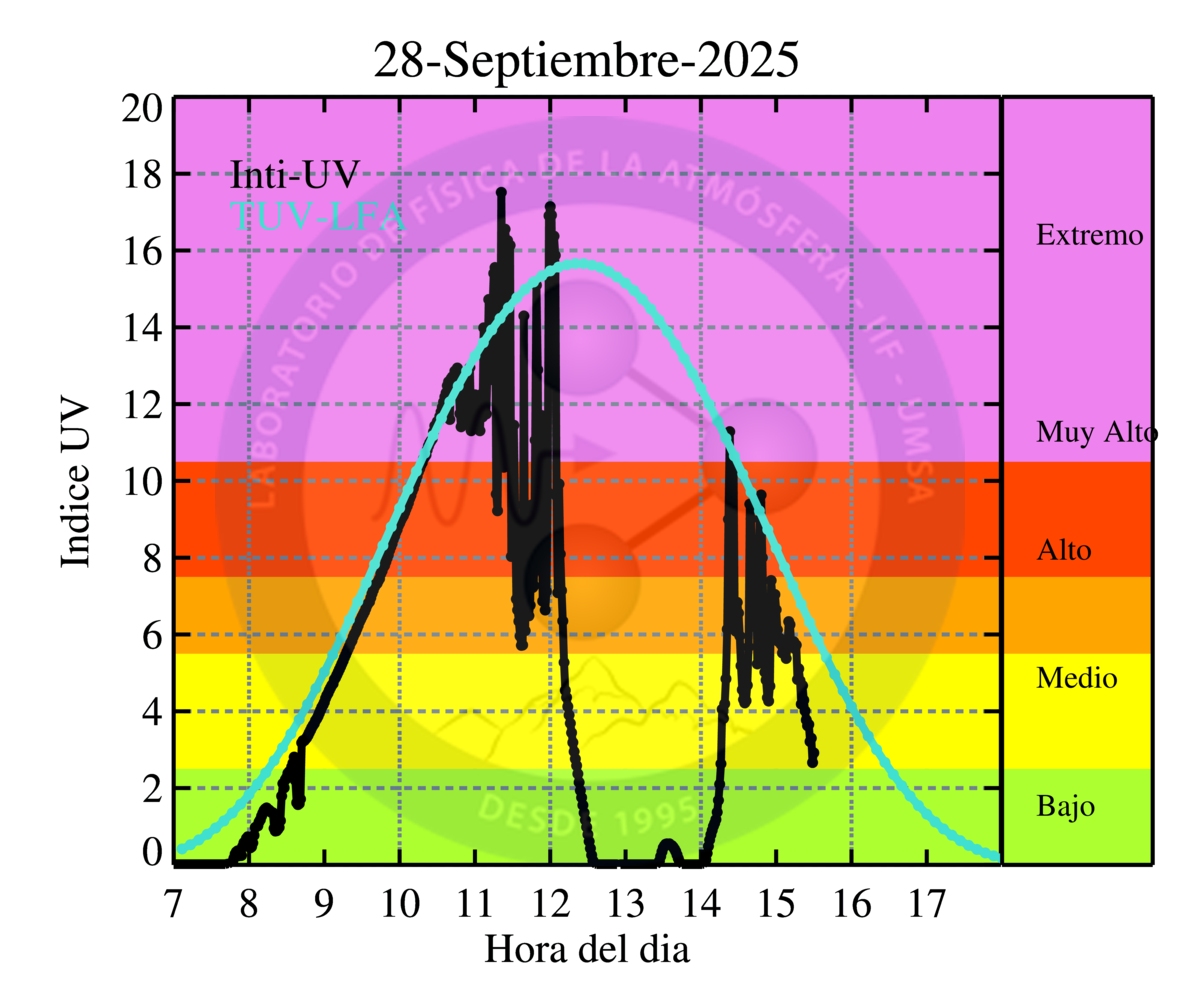 28-Septiembre-2025
20
18
16
14
12
10
8
6
4
2
0
Indice UV
Inti-UV
TUV-LFA
LABORATORIO DE FÍSICA DE LA ATMÓSFERA - IIF - UMSA
DESDE 1995
Extremo
Muy Alto
Alto
Medio
Bajo
7 8 9 10 11 12 13 14 15 16 17
Hora del dia